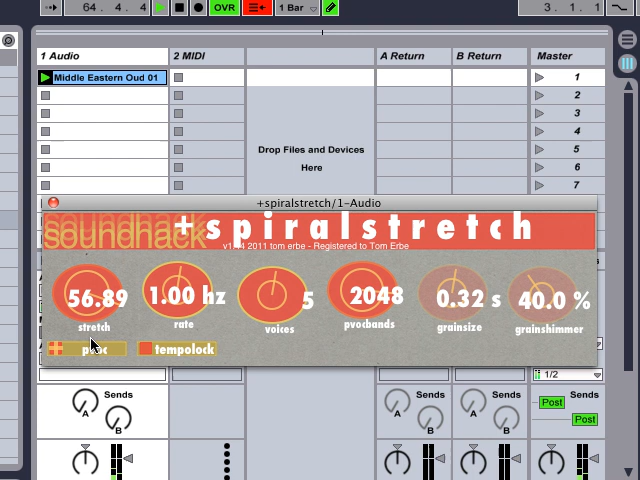 64 . 4 . 4 OVR 1 Bar 3 . 1 . 1
1 Audio 2 MIDI A Return B Return Master
Middle Eastern Oud 01 1
2
3
4
Drop Files and Devices 5
Here 6
7
+spiralstretch/1-Audio
soundhack +spiralstretch
2011 tom erbe - Registered to Tom Erbe
56.89 1.00 hz 5 2048 0.32 s 40.0 %
stretch rate voices pvocbands grainsize grainshimmer
tempolock
1/2
Sends Sends Post Sends
A B A B Post